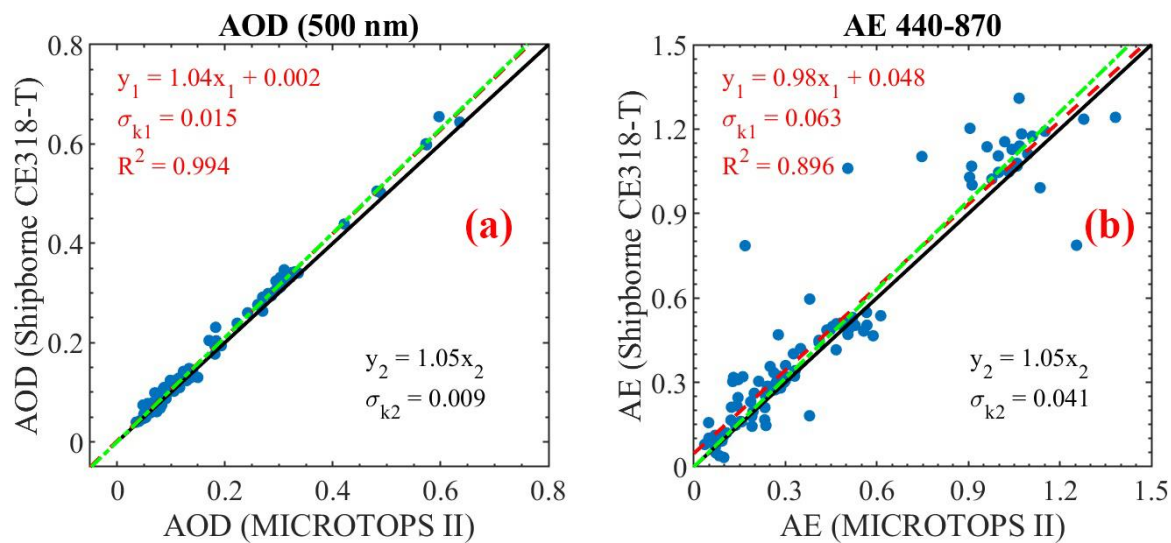 AOD (500 nm)
AOD (Shipborne CE318-T)
0.8
0.6
0.4
0.2
0
y₁ = 1.04x₁ + 0.002
σₖ₁ = 0.015
R² = 0.994
(a)
y₂ = 1.05x₂
σₖ₂ = 0.009
0 0.2 0.4 0.6 0.8
AOD (MICROTOPS II)
AE 440-870
AE (Shipborne CE318-T)
1.5
1.2
0.9
0.6
0.3
0
y₁ = 0.98x₁ + 0.048
σₖ₁ = 0.063
R² = 0.896
(b)
y₂ = 1.05x₂
σₖ₂ = 0.041
0 0.3 0.6 0.9 1.2 1.5
AE (MICROTOPS II)